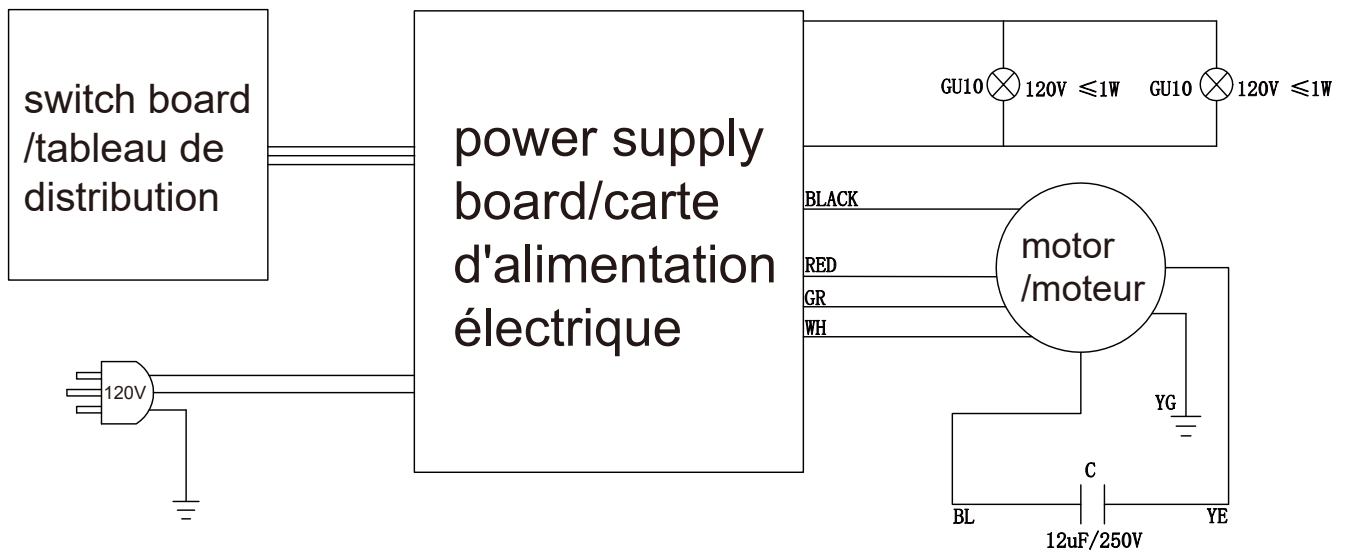 switch board
/tableau de
distribution
power supply
board/carte
d'alimentation
électrique
GU10 120V ≤1W GU10 120V ≤1W
BLACK
RED
GR
WH
motor
/moteur
120V
YG
C
BL YE
12uF/250V